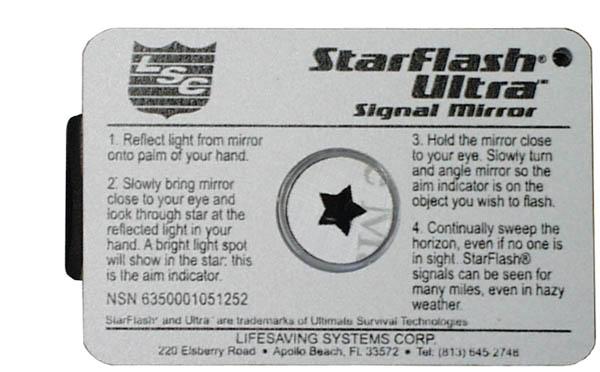 LSC
StarFlash®
Ultra™
Signal Mirror
1. Reflect light from mirror
onto palm of your hand.
2. Slowly bring mirror
close to your eye and
look through star at the
reflected light in your
hand. A bright light spot
will show in the star: this
is the aim indicator.
NSN 6350001051252
3. Hold the mirror close
to your eye. Slowly turn
and angle mirror so the
aim indicator is on the
object you wish to flash.
4. Continually sweep the
horizon, even if no one is
in sight. StarFlash®
signals can be seen for
many miles, even in hazy
weather.
StarFlash® and Ultra™ are trademarks of Ultimate Survival Technologies
LIFESAVING SYSTEMS CORP.
220 Elsberry Road • Apollo Beach, FL 33572 • Tel: (813) 645-2748